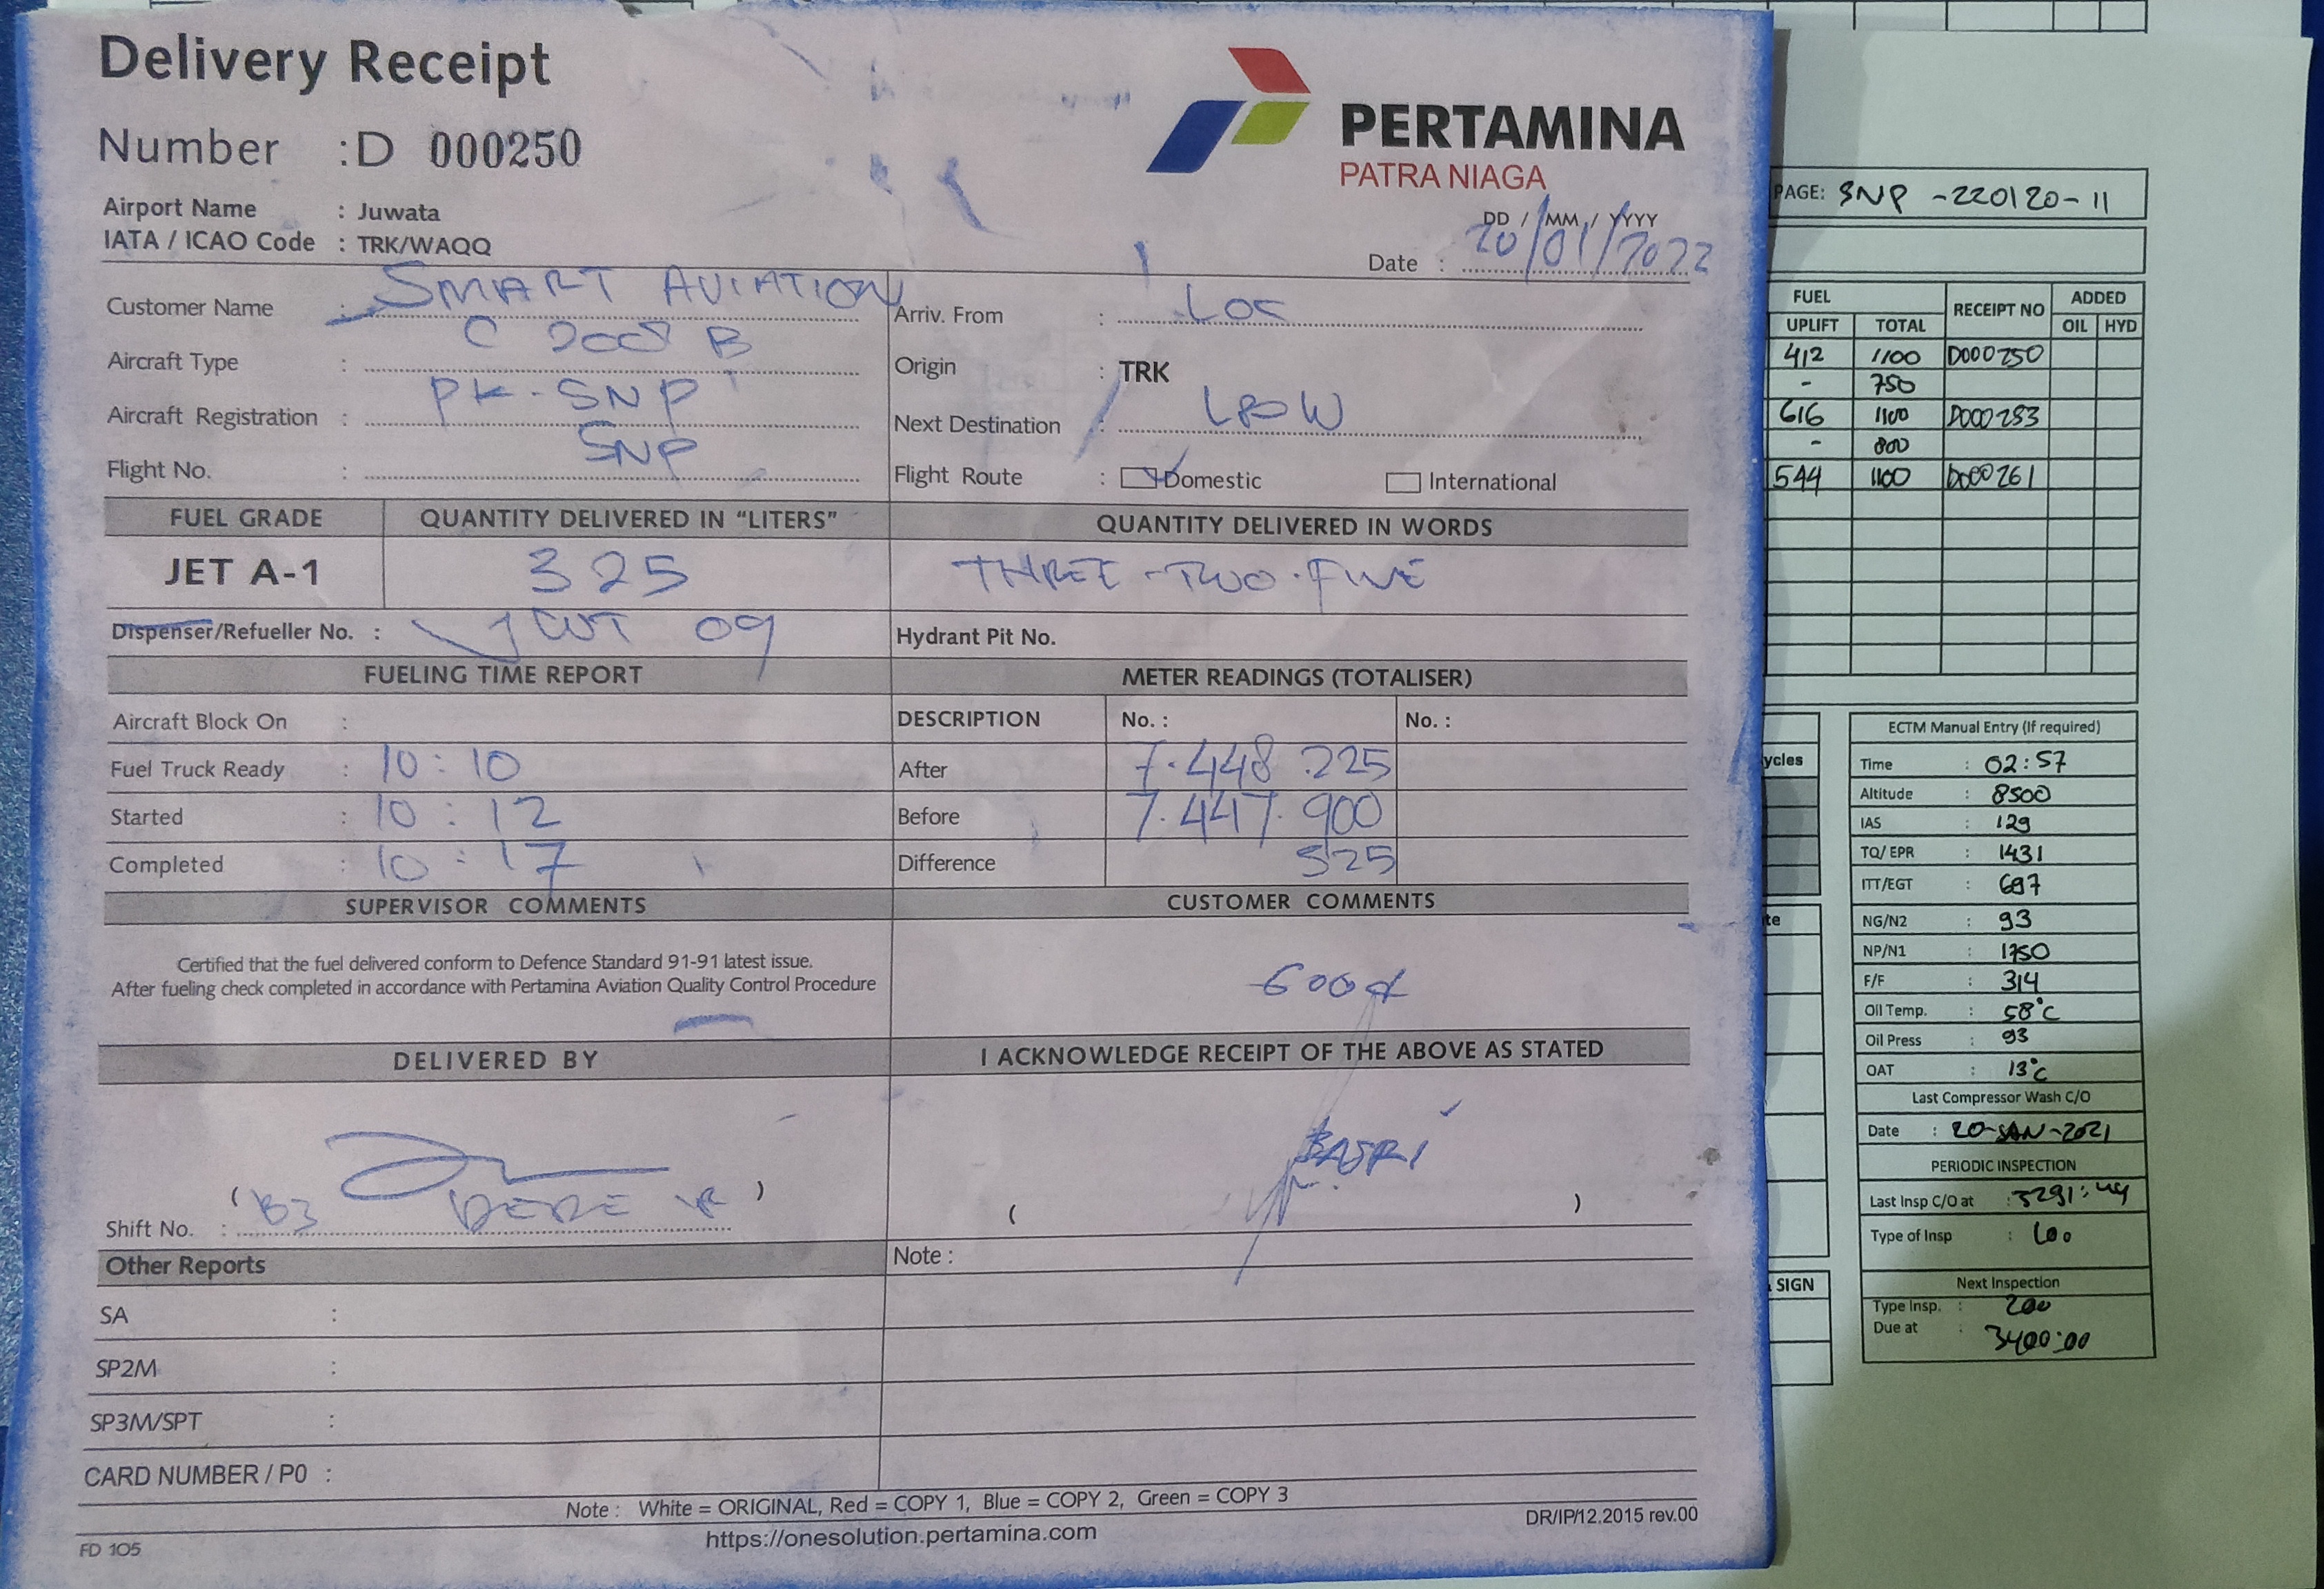 Delivery Receipt
Number : D 000250
PERTAMINA
PATRA NIAGA
Airport Name : Juwata
IATA / ICAO Code : TRK/WAQQ
DD / MM / YYYY
Date : 20/01/2022
Customer Name : SMART AVIATION
Aircraft Type : C 208 B
Aircraft Registration : PK-SNP
Flight No. : SNP
Arriv. From :
Origin : TRK
Next Destination : LBW
Flight Route : Domestic International
FUEL GRADE QUANTITY DELIVERED IN "LITERS" QUANTITY DELIVERED IN WORDS
JET A-1 325 THREE-TWO-FIVE
Dispenser/Refueller No. : 09 Hydrant Pit No.
FUELING TIME REPORT METER READINGS (TOTALISER)
Aircraft Block On : DESCRIPTION No. : No. :
Fuel Truck Ready : 10:10 After 7.448.225
Started : 10:12 Before 7.447.900
Completed : 10:17 Difference 325
SUPERVISOR COMMENTS CUSTOMER COMMENTS
Certified that the fuel delivered conform to Defence Standard 91-91 latest issue.
After fueling check completed in accordance with Pertamina Aviation Quality Control Procedure
Good
DELIVERED BY I ACKNOWLEDGE RECEIPT OF THE ABOVE AS STATED
( ) ( )
Shift No. : B3 DEDE
Other Reports Note :
SA :
SP2M :
SP3M/SPT :
CARD NUMBER / P0 :
Note : White = ORIGINAL, Red = COPY 1, Blue = COPY 2, Green = COPY 3
https://onesolution.pertamina.com
DR/IP/12.2015 rev.00
FD 105
PAGE: SNP -220120-11
FUEL RECEIPT NO ADDED
UPLIFT TOTAL OIL HYD
412 1100 D000250
- 750
616 1100 D000253
- 800
544 1100 D000261
ycles
te
SIGN
ECTM Manual Entry (If required)
Time : 02:57
Altitude : 8500
IAS : 129
TQ/ EPR : 1431
ITT/EGT : 697
NG/N2 : 93
NP/N1 : 1750
F/F : 314
Oil Temp. : 58°C
Oil Press : 93
OAT : 13°C
Last Compressor Wash C/O
Date : 20-JAN-2021
PERIODIC INSPECTION
Last Insp C/O at : 3291:49
Type of Insp : 100
Next Inspection
Type Insp. : 200
Due at : 3400:00